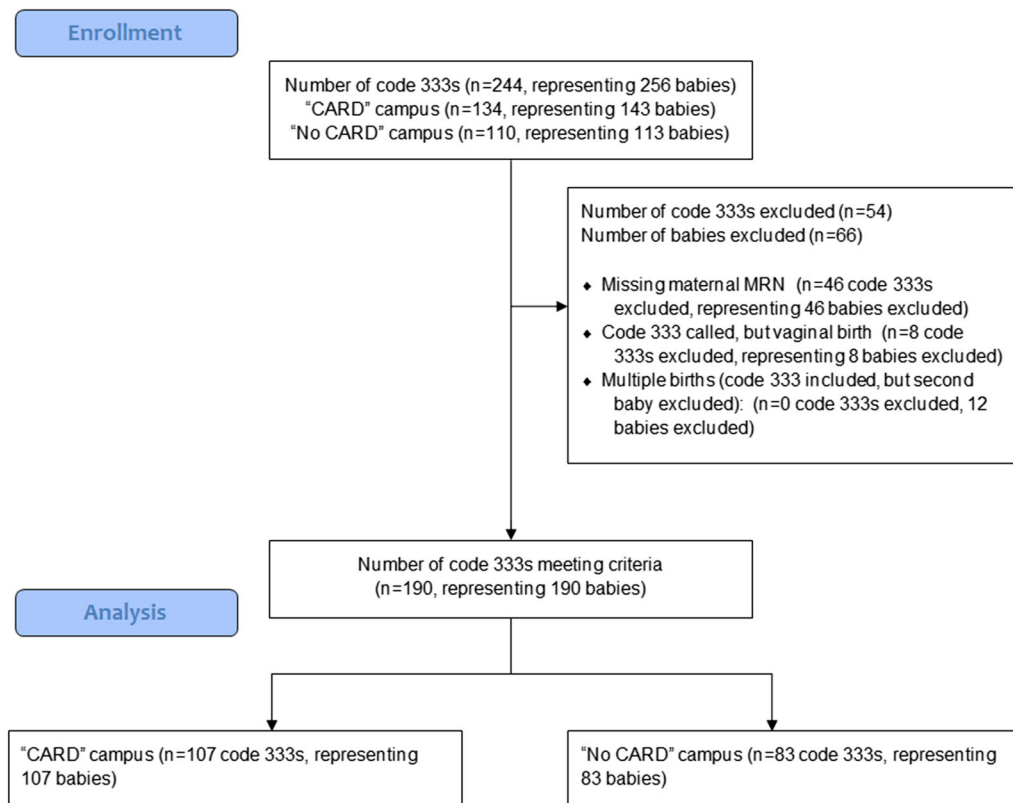 Enrollment
Number of code 333s (n=244, representing 256 babies)
“CARD” campus (n=134, representing 143 babies)
“No CARD” campus (n=110, representing 113 babies)
Number of code 333s excluded (n=54)
Number of babies excluded (n=66)
♦ Missing maternal MRN (n=46 code 333s
excluded, representing 46 babies excluded)
♦ Code 333 called, but vaginal birth (n=8 code
333s excluded, representing 8 babies excluded)
♦ Multiple births (code 333 included, but second
baby excluded): (n=0 code 333s excluded, 12
babies excluded)
Number of code 333s meeting criteria
(n=190, representing 190 babies)
Analysis
“CARD” campus (n=107 code 333s, representing
107 babies)
“No CARD” campus (n=83 code 333s, representing
83 babies)